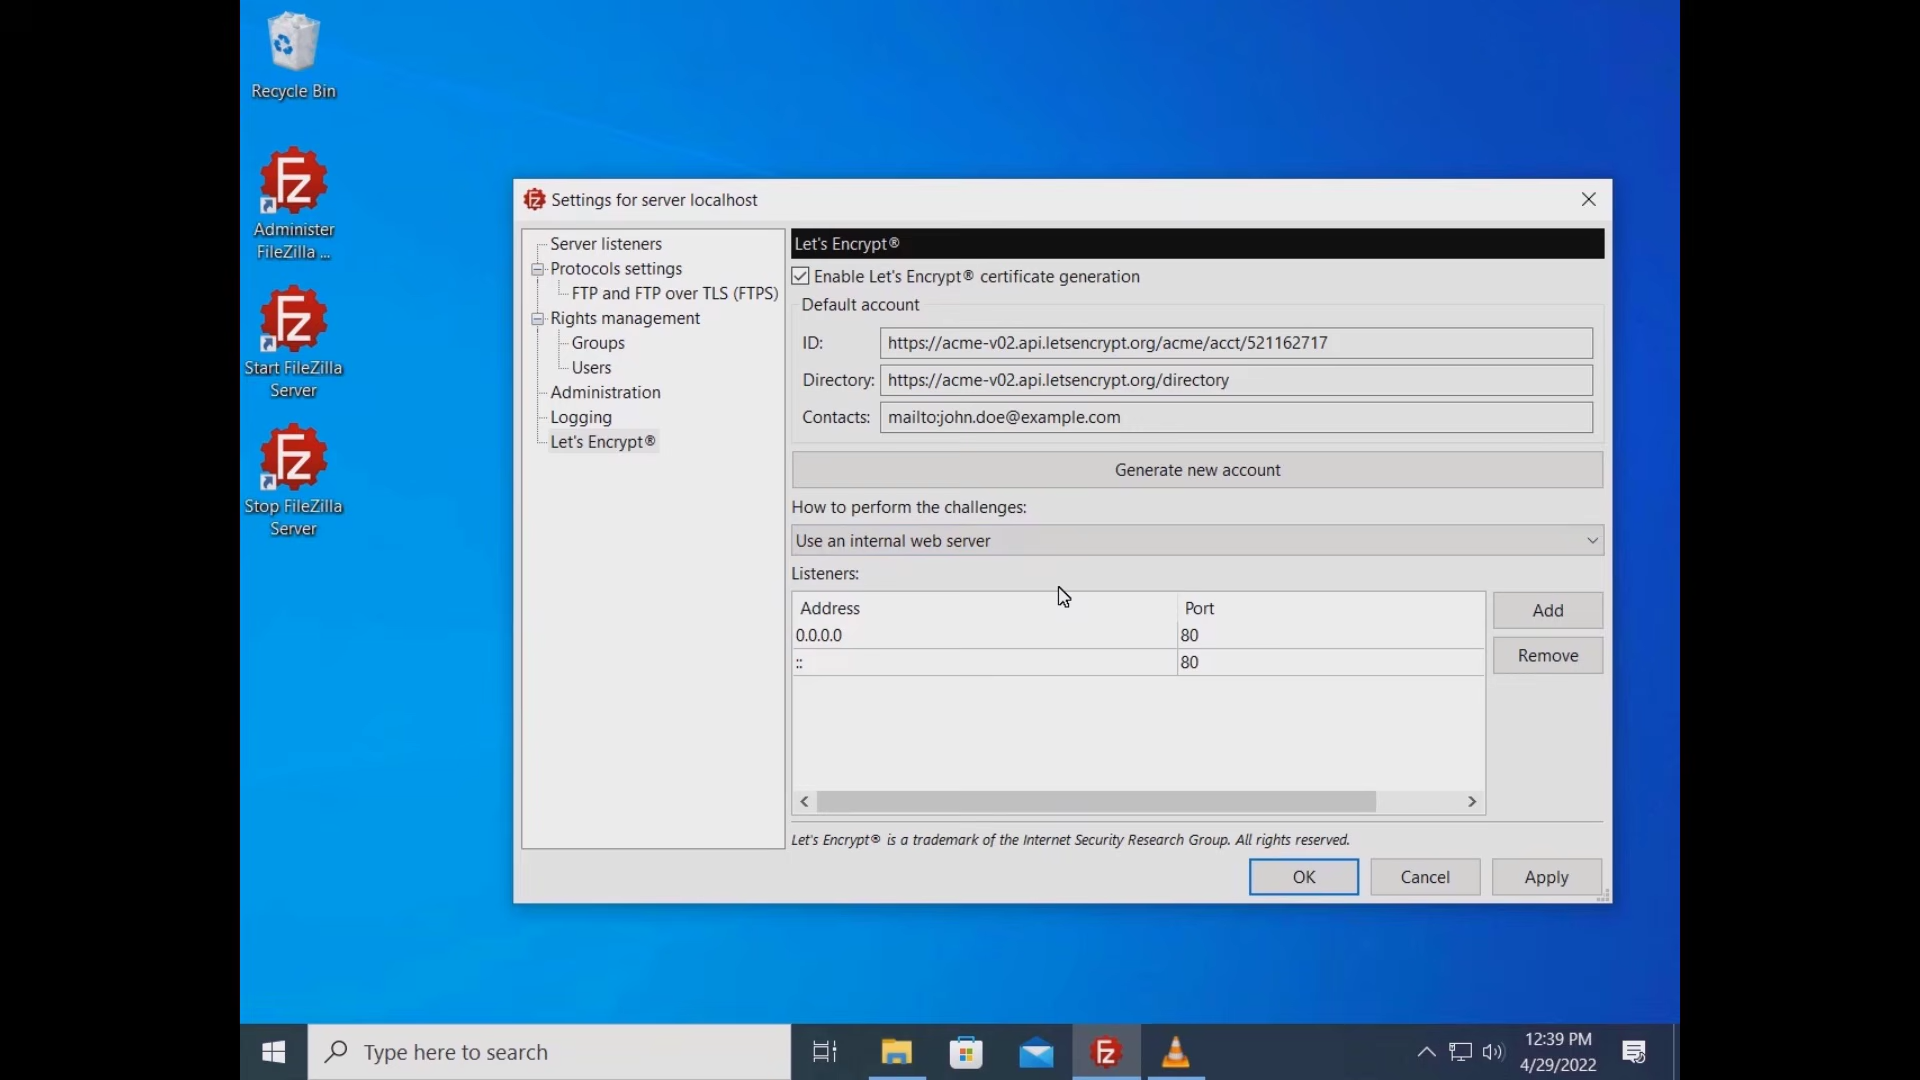 Recycle Bin
Administer
FileZilla ...
Start FileZilla
Server
Stop FileZilla
Server
Settings for server localhost
Server listeners
Protocols settings
FTP and FTP over TLS (FTPS)
Rights management
Groups
Users
Administration
Logging
Let's Encrypt®
Let's Encrypt®
Enable Let's Encrypt® certificate generation
Default account
ID: https://acme-v02.api.letsencrypt.org/acme/acct/521162717
Directory: https://acme-v02.api.letsencrypt.org/directory
Contacts: mailto:john.doe@example.com
Generate new account
How to perform the challenges:
Use an internal web server
Listeners:
Address Port
0.0.0.0 80
:: 80
Add
Remove
Let's Encrypt® is a trademark of the Internet Security Research Group. All rights reserved.
OK Cancel Apply
Type here to search
12:39 PM
4/29/2022